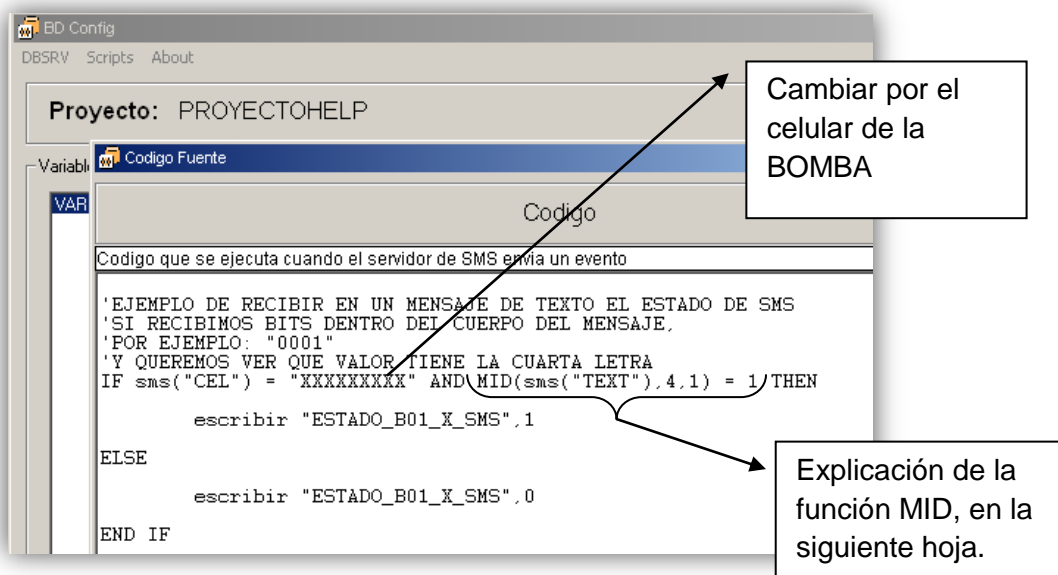 BD Config
DBSRV Scripts About
Proyecto: PROYECTOHELP
Variabl
VAR
Codigo Fuente
Codigo
Codigo que se ejecuta cuando el servidor de SMS envia un evento
'EJEMPLO DE RECIBIR EN UN MENSAJE DE TEXTO EL ESTADO DE SMS
'SI RECIBIMOS BITS DENTRO DEL CUERPO DEL MENSAJE,
'POR EJEMPLO: "0001"
'Y QUEREMOS VER QUE VALOR TIENE LA CUARTA LETRA
IF sms("CEL") = "XXXXXXXXX" AND MID(sms("TEXT"),4,1) = 1 THEN
escribir "ESTADO_B01_X_SMS",1
ELSE
escribir "ESTADO_B01_X_SMS",0
END IF
Cambiar por el
celular de la
BOMBA
Explicación de la
función MID, en la
siguiente hoja.